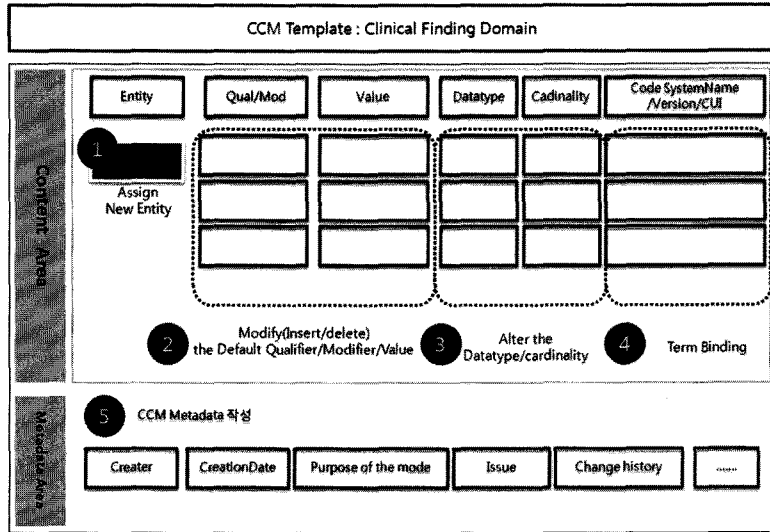 CCM Template : Clinical Finding Domain
Content Area
Entity
Qual/Mod
Value
Datatype
Cadinality
Code SystemName
/Version/CUI
1
Assign
New Entity
2
Modify(Insert/delete)
the Default Qualifier/Modifier/Value
3
Alter the
Datatype/cardinality
4
Term Binding
Metadata Area
5
CCM Metadata 작성
Creater
CreationDate
Purpose of the mode
Issue
Change history
......